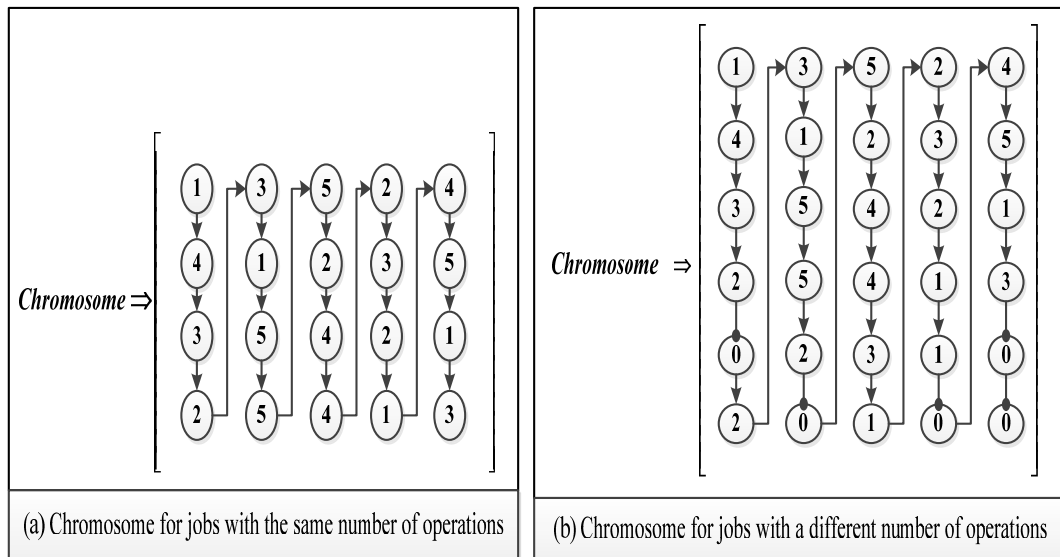 1 3 5 2 4
4 1 2 3 5
Chromosome ⇒
3 5 4 2 1
2 5 4 1 3
(a) Chromosome for jobs with the same number of operations
1 3 5 2 4
4 1 2 3 5
3 5 4 2 1
Chromosome ⇒
2 5 4 1 3
0 2 3 1 0
2 0 1 0 0
(b) Chromosome for jobs with a different number of operations